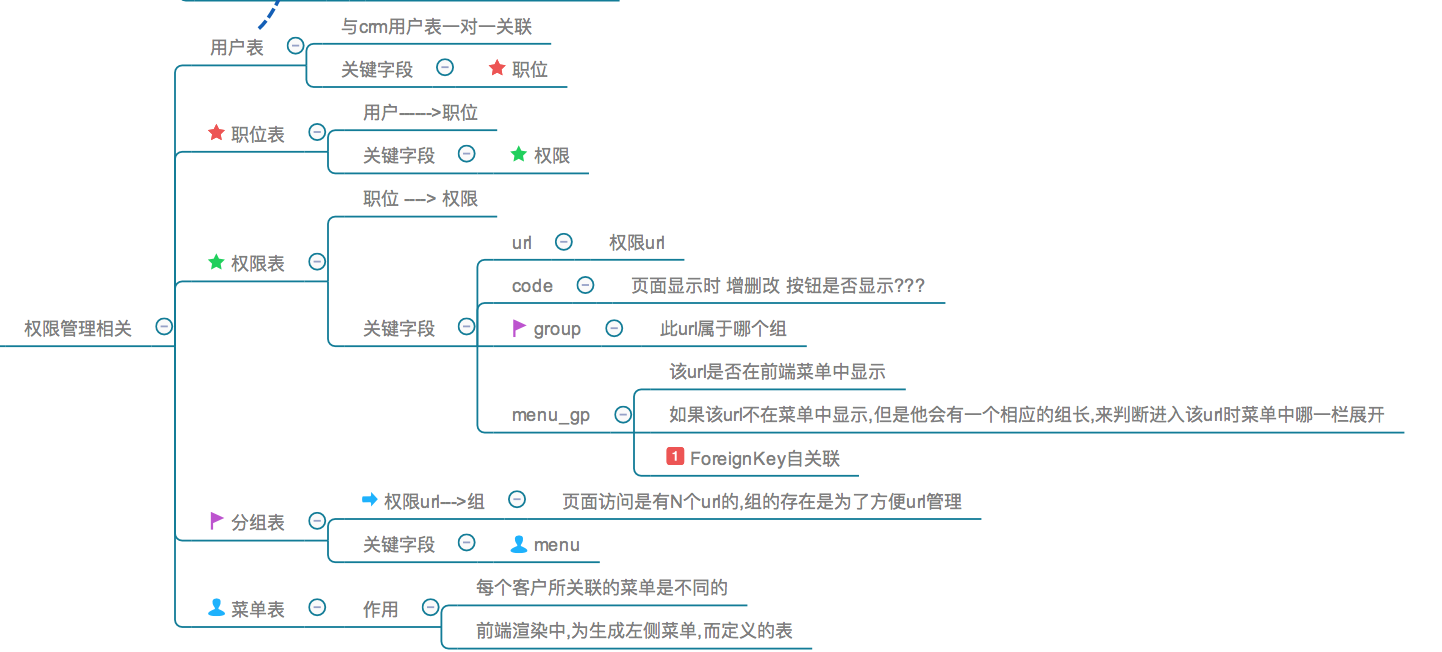 与crm用户表一对一关联
用户表
关键字段 职位
用户——>职位
职位表
关键字段 权限
职位 —-> 权限
url 权限url
权限表
code 页面显示时 增删改 按钮是否显示???
权限管理相关
关键字段
group 此url属于哪个组
该url是否在前端菜单中显示
menu_gp 如果该url不在菜单中显示,但是他会有一个相应的组长,来判断进入该url时菜单中哪一栏展开
1 ForeignKey自关联
权限url-->组 页面访问是有N个url的,组的存在是为了方便url管理
分组表
关键字段 menu
每个客户所关联的菜单是不同的
菜单表 作用
前端渲染中,为生成左侧菜单,而定义的表